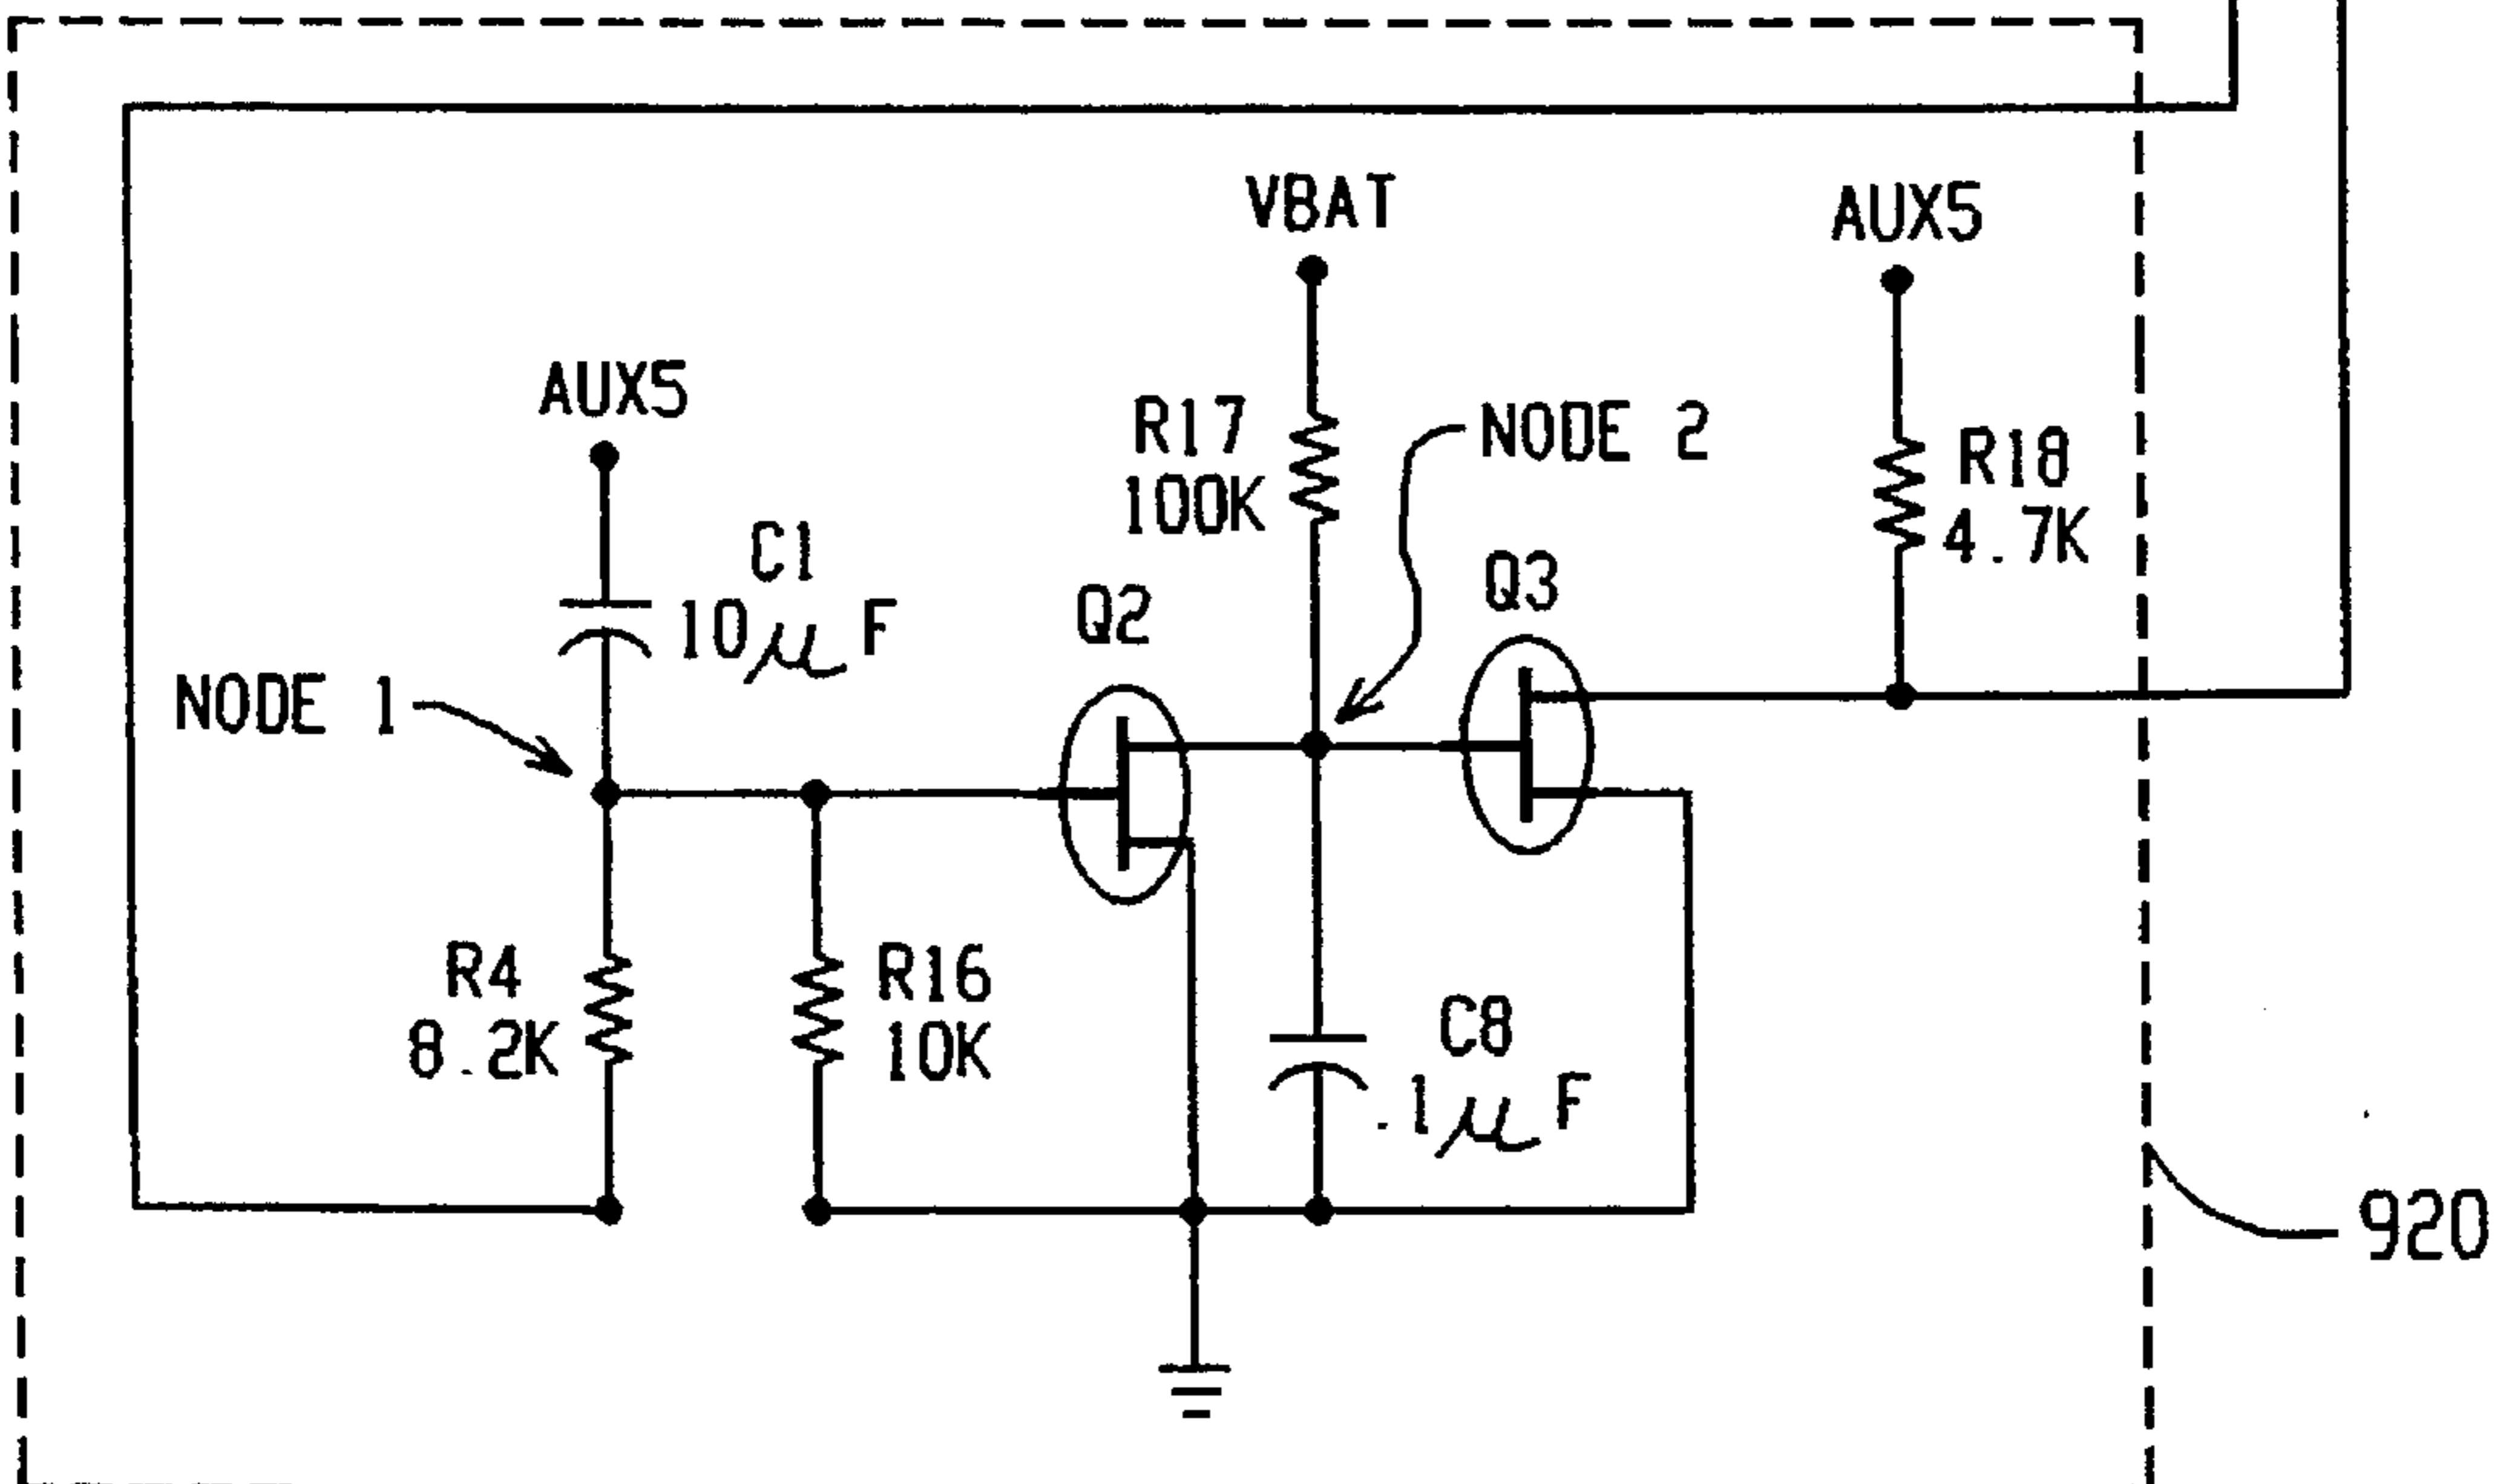 VBAT
AUX5
AUX5
R17
100K
NODE 2
R18
4.7K
C1
10μF
Q2
Q3
NODE 1
R4
8.2K
R16
10K
C8
.1μF
920